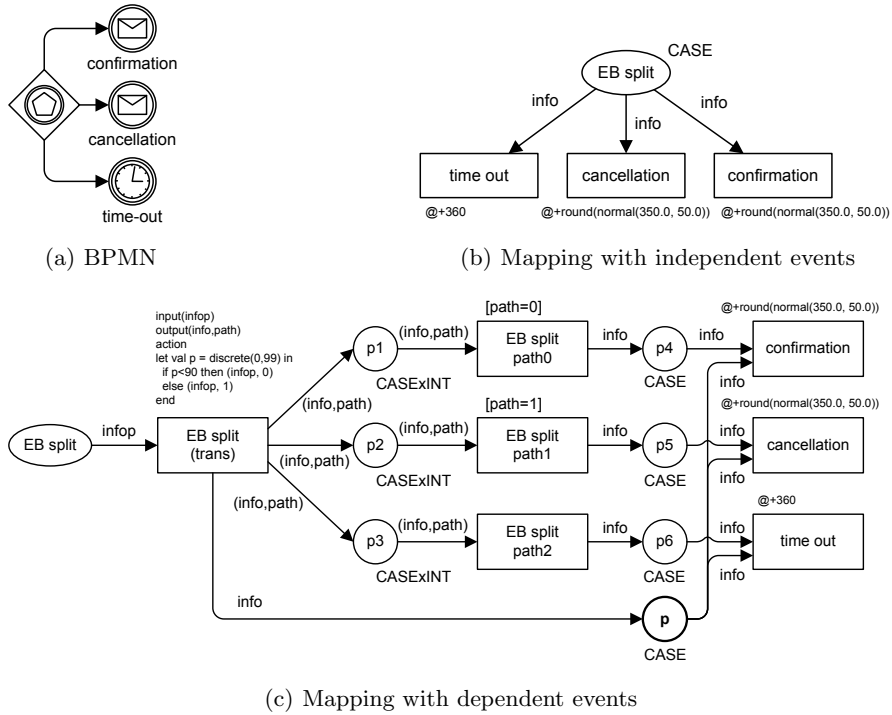 confirmation
cancellation
time-out
(a) BPMN
CASE
EB split
info
info
info
time out
cancellation
confirmation
@+360
@+round(normal(350.0, 50.0))
@+round(normal(350.0, 50.0))
(b) Mapping with independent events
input(infop)
output(info,path)
action
let val p = discrete(0,99) in
if p<90 then (infop, 0)
else (infop, 1)
end
EB split
infop
EB split
(trans)
(info,path)
(info,path)
(info,path)
info
p1
CASExINT
(info,path)
[path=0]
EB split
path0
info
p4
CASE
info
info
@+round(normal(350.0, 50.0))
confirmation
p2
CASExINT
(info,path)
[path=1]
EB split
path1
info
p5
CASE
info
info
@+round(normal(350.0, 50.0))
cancellation
p3
CASExINT
(info,path)
EB split
path2
info
p6
CASE
info
info
@+360
time out
p
CASE
(c) Mapping with dependent events